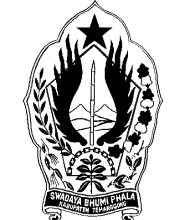 SWADAYA BHUMI PHALA
KABUPATEN TEMANGGUNG